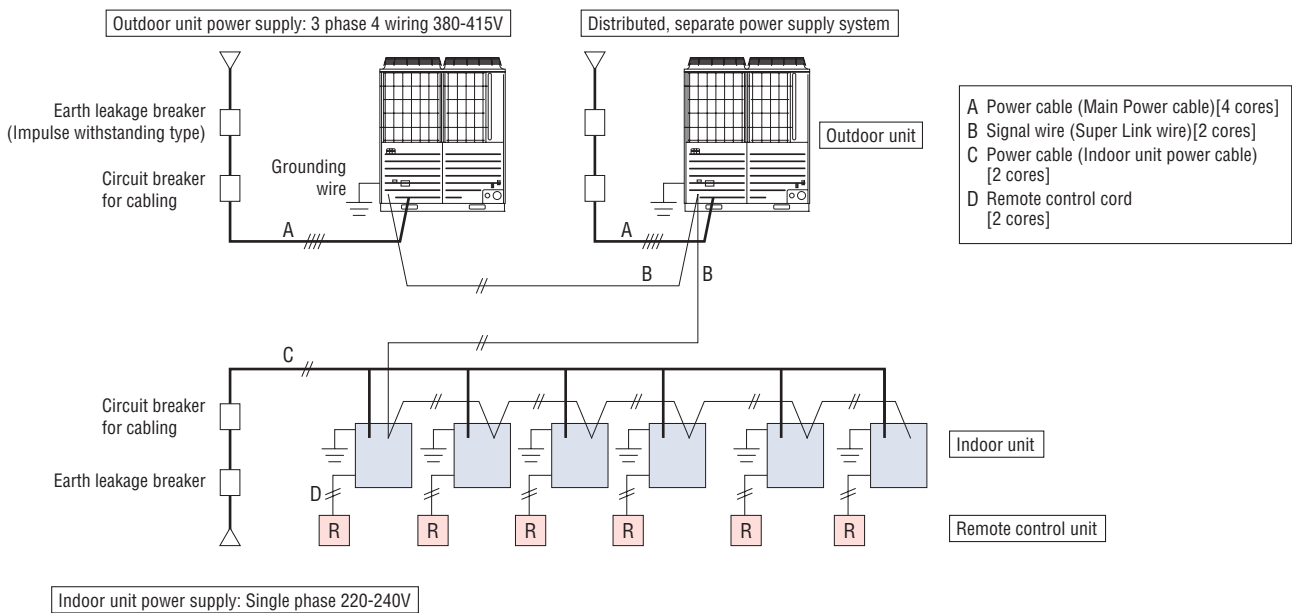 Outdoor unit power supply: 3 phase 4 wiring 380-415V
Distributed, separate power supply system
Earth leakage breaker
(Impulse withstanding type)
Circuit breaker
for cabling
Grounding
wire
Outdoor unit
A Power cable (Main Power cable)[4 cores]
B Signal wire (Super Link wire)[2 cores]
C Power cable (Indoor unit power cable)
[2 cores]
D Remote control cord
[2 cores]
A
A
B
B
C
Circuit breaker
for cabling
Earth leakage breaker
Indoor unit
D
R
R
R
R
R
R
Remote control unit
Indoor unit power supply: Single phase 220-240V